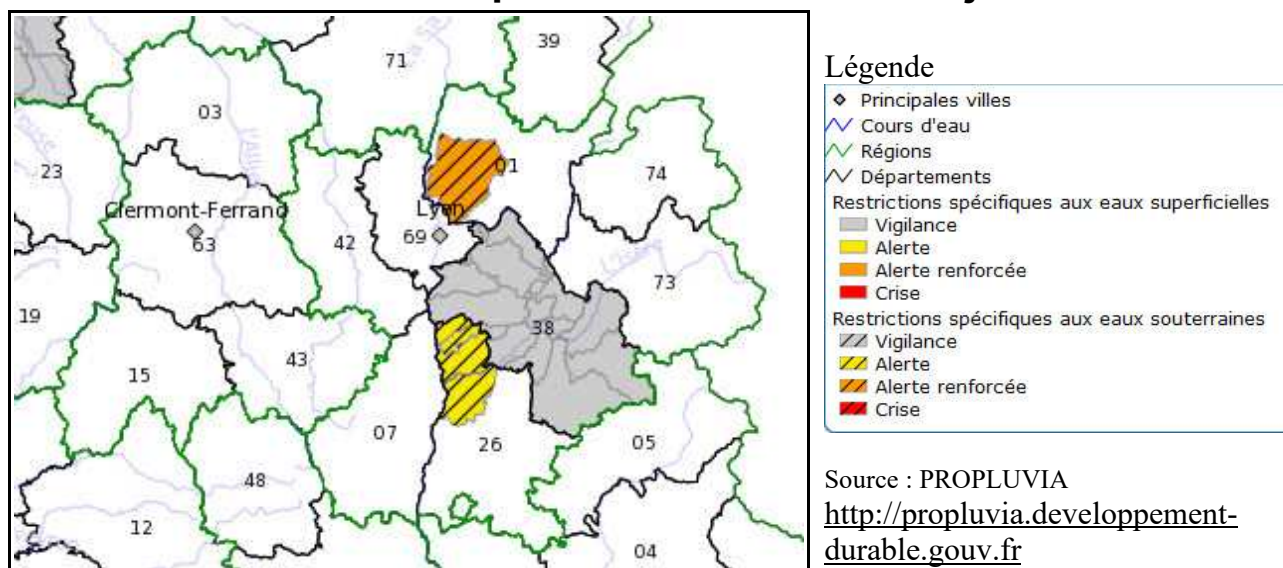 39
71
03
01
23
74
Clermont-Ferrand
Lyon
63
42
69
73
19
38
43
15
07
26
05
48
12
04
Légende
Principales villes
Cours d'eau
Régions
Départements
Restrictions spécifiques aux eaux superficielles
Vigilance
Alerte
Alerte renforcée
Crise
Restrictions spécifiques aux eaux souterraines
Vigilance
Alerte
Alerte renforcée
Crise
Source : PROPLUVIA
http://propluvia.developpement-
durable.gouv.fr